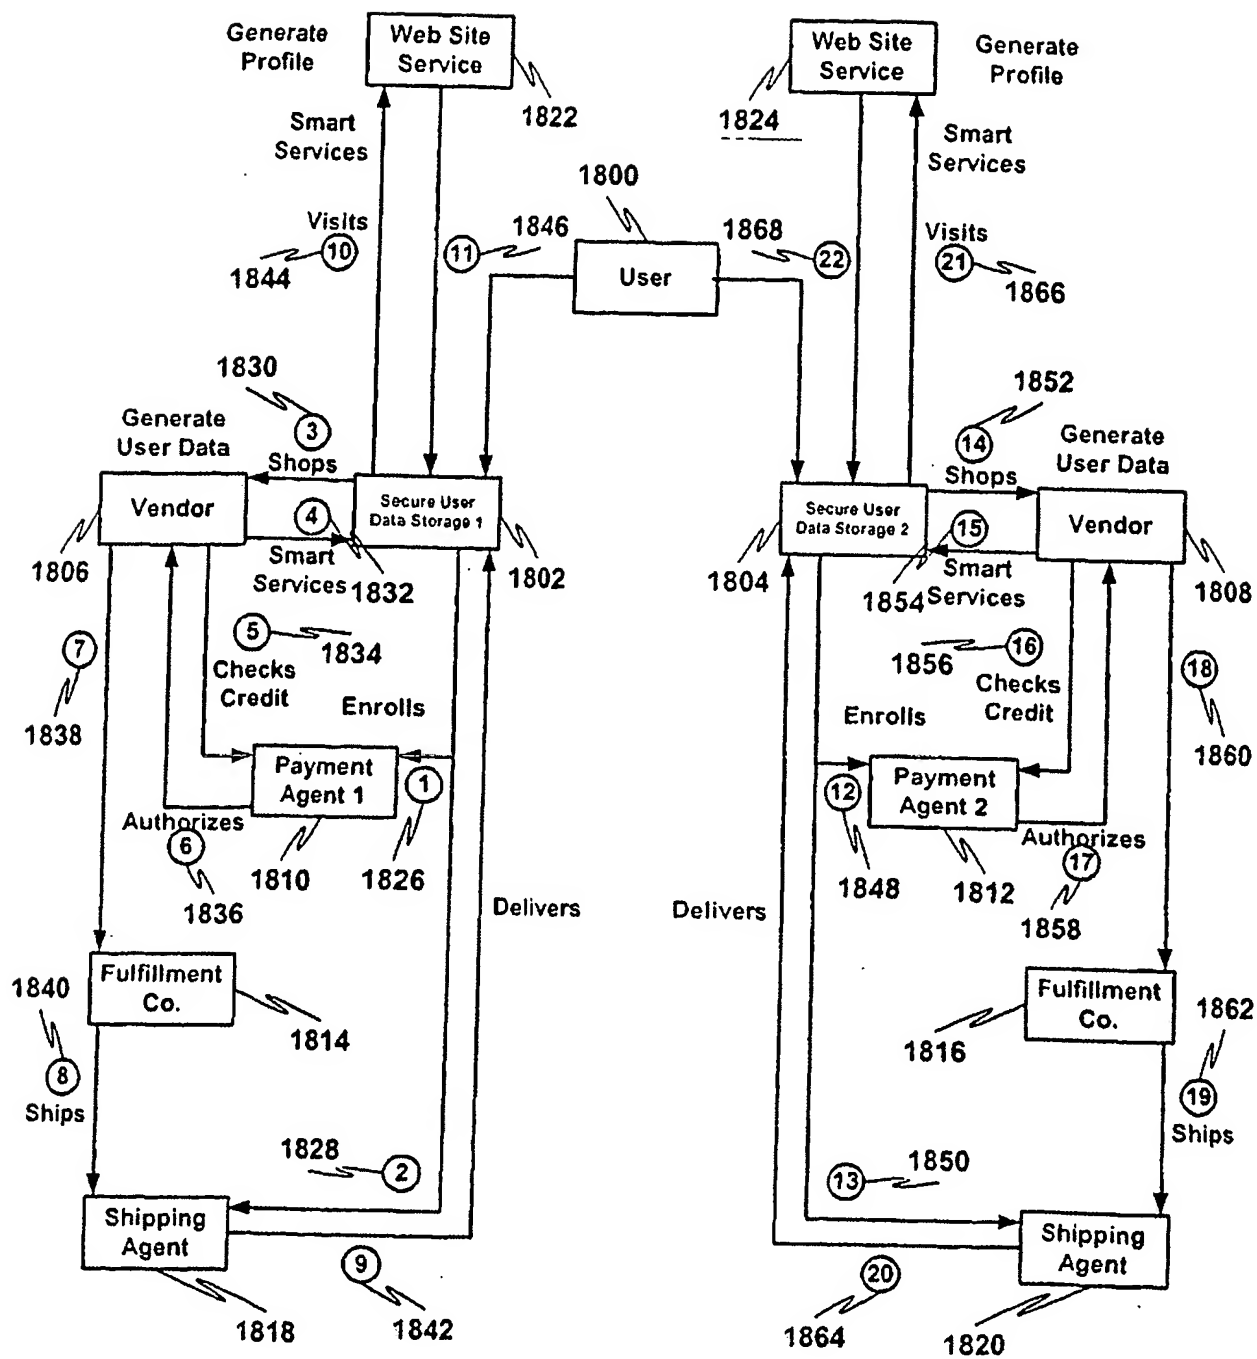 Generate
Profile
Web Site
Service
1822
Web Site
Service
1824
Generate
Profile
Smart
Services
Smart
Services
1800
User
Visits
10
1844
11
1846
1868
22
Visits
21
1866
1830
3
Generate
User Data
Shops
Vendor
1806
Secure User
Data Storage 1
1802
4
Smart
Services
1832
1852
14
Generate
User Data
Shops
Secure User
Data Storage 2
1804
Vendor
1808
15
Smart
Services
1854
5
1834
Checks
Credit
7
1838
Enrolls
Payment
Agent 1
1
1810
1826
Authorizes
6
1836
1856
16
Checks
Credit
18
1860
Enrolls
Payment
Agent 2
12
1848
1812
Authorizes
17
1858
Delivers
Delivers
Fulfillment
Co.
1814
1840
8
Ships
Fulfillment
Co.
1816
1862
19
Ships
1828
2
Shipping
Agent
1818
9
1842
13
1850
Shipping
Agent
1820
20
1864